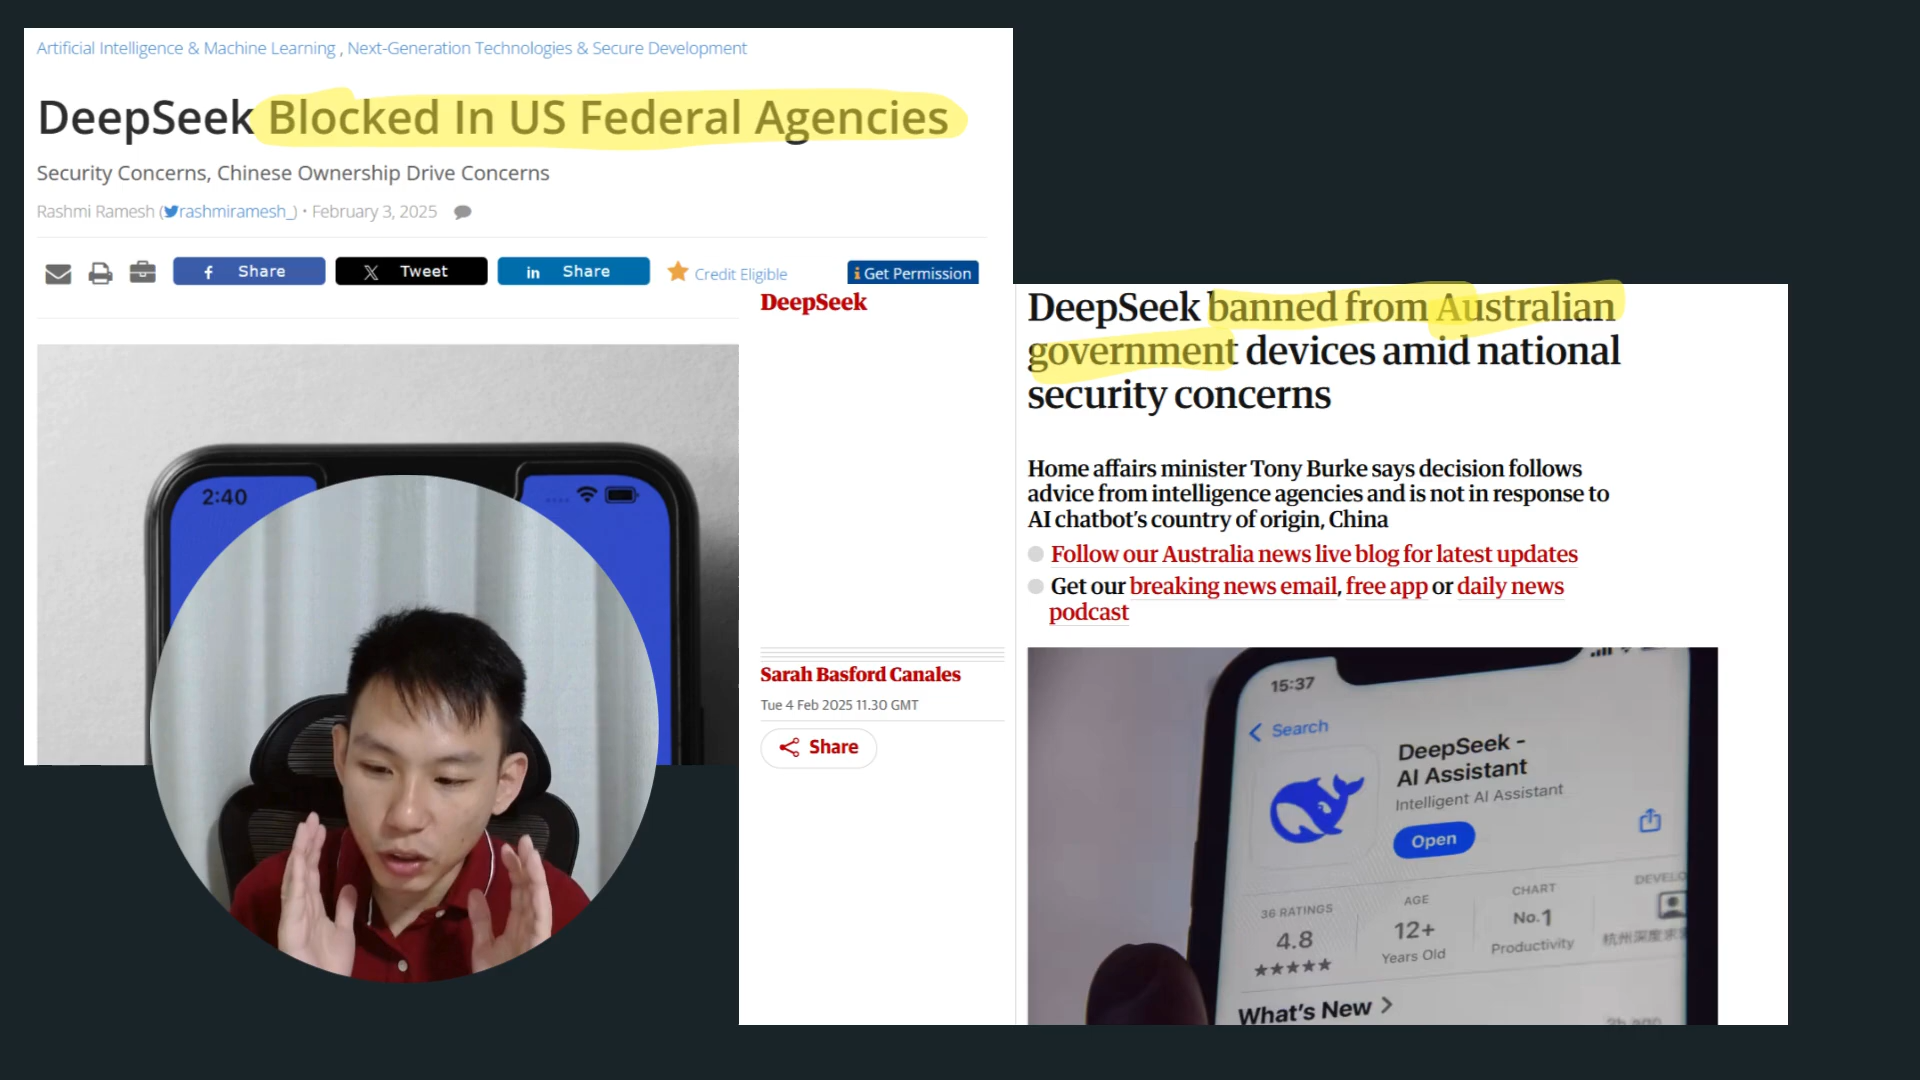 Artificial Intelligence & Machine Learning , Next-Generation Technologies & Secure Development
DeepSeek Blocked In US Federal Agencies
Security Concerns, Chinese Ownership Drive Concerns
Rashmi Ramesh (rashmiramesh_) • February 3, 2025
Share
Tweet
Share
Credit Eligible
Get Permission
2:40
DeepSeek
Sarah Basford Canales
Tue 4 Feb 2025 11.30 GMT
Share
DeepSeek banned from Australian
government devices amid national
security concerns
Home affairs minister Tony Burke says decision follows
advice from intelligence agencies and is not in response to
AI chatbot's country of origin, China
Follow our Australia news live blog for latest updates
Get our breaking news email, free app or daily news
podcast
15:37
Search
DeepSeek -
AI Assistant
Intelligent AI Assistant
Open
36 RATINGS
4.8
AGE
12+
Years Old
CHART
No.1
Productivity
DEVELO
杭州深度求
What's New